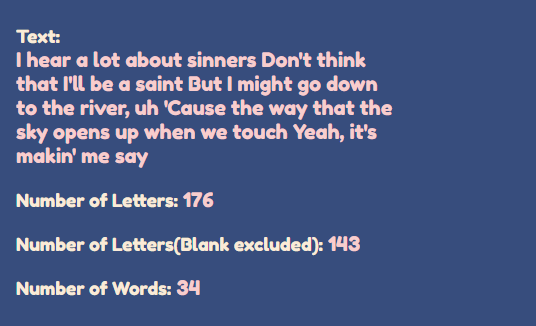 Text:
I hear a lot about sinners Don't think
that I'll be a saint But I might go down
to the river, uh 'Cause the way that the
sky opens up when we touch Yeah, it's
makin' me say
Number of Letters: 176
Number of Letters(Blank excluded): 143
Number of Words: 34